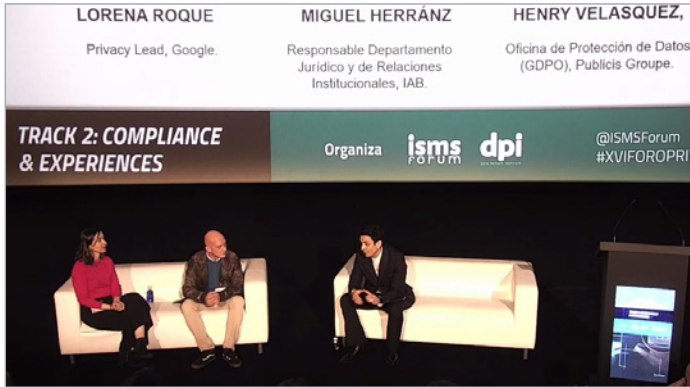 LORENA ROQUE
Privacy Lead, Google.
MIGUEL HERRÁNZ
Responsable Departamento
Jurídico y de Relaciones
Institucionales, IAB.
HENRY VELASQUEZ,
Oficina de Protección de Datos
(GDPO), Publicis Groupe.
TRACK 2: COMPLIANCE
& EXPERIENCES
Organiza
isms
FORUM
dpi
@ISMSForum
#XVIFOROPRI